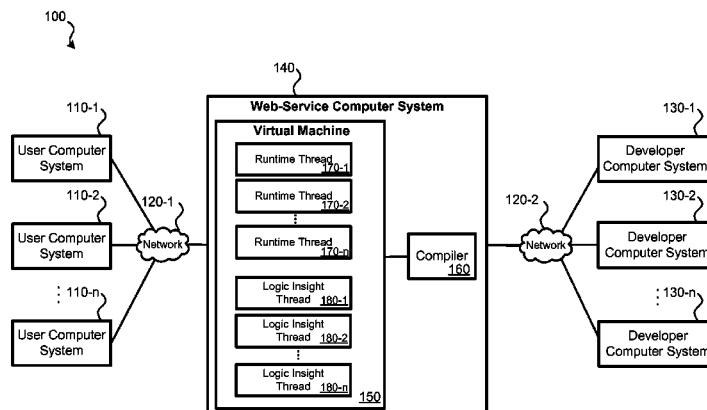 100
110-1
User Computer
System
110-2
User Computer
System
110-n
User Computer
System
120-1
Network
140
Web-Service Computer System
Virtual Machine
Runtime Thread
170-1
Runtime Thread
170-2
Runtime Thread
170-n
Logic Insight
Thread 180-1
Logic Insight
Thread 180-2
Logic Insight
Thread 180-n
150
Compiler
160
120-2
Network
130-1
Developer
Computer System
130-2
Developer
Computer System
130-n
Developer
Computer System